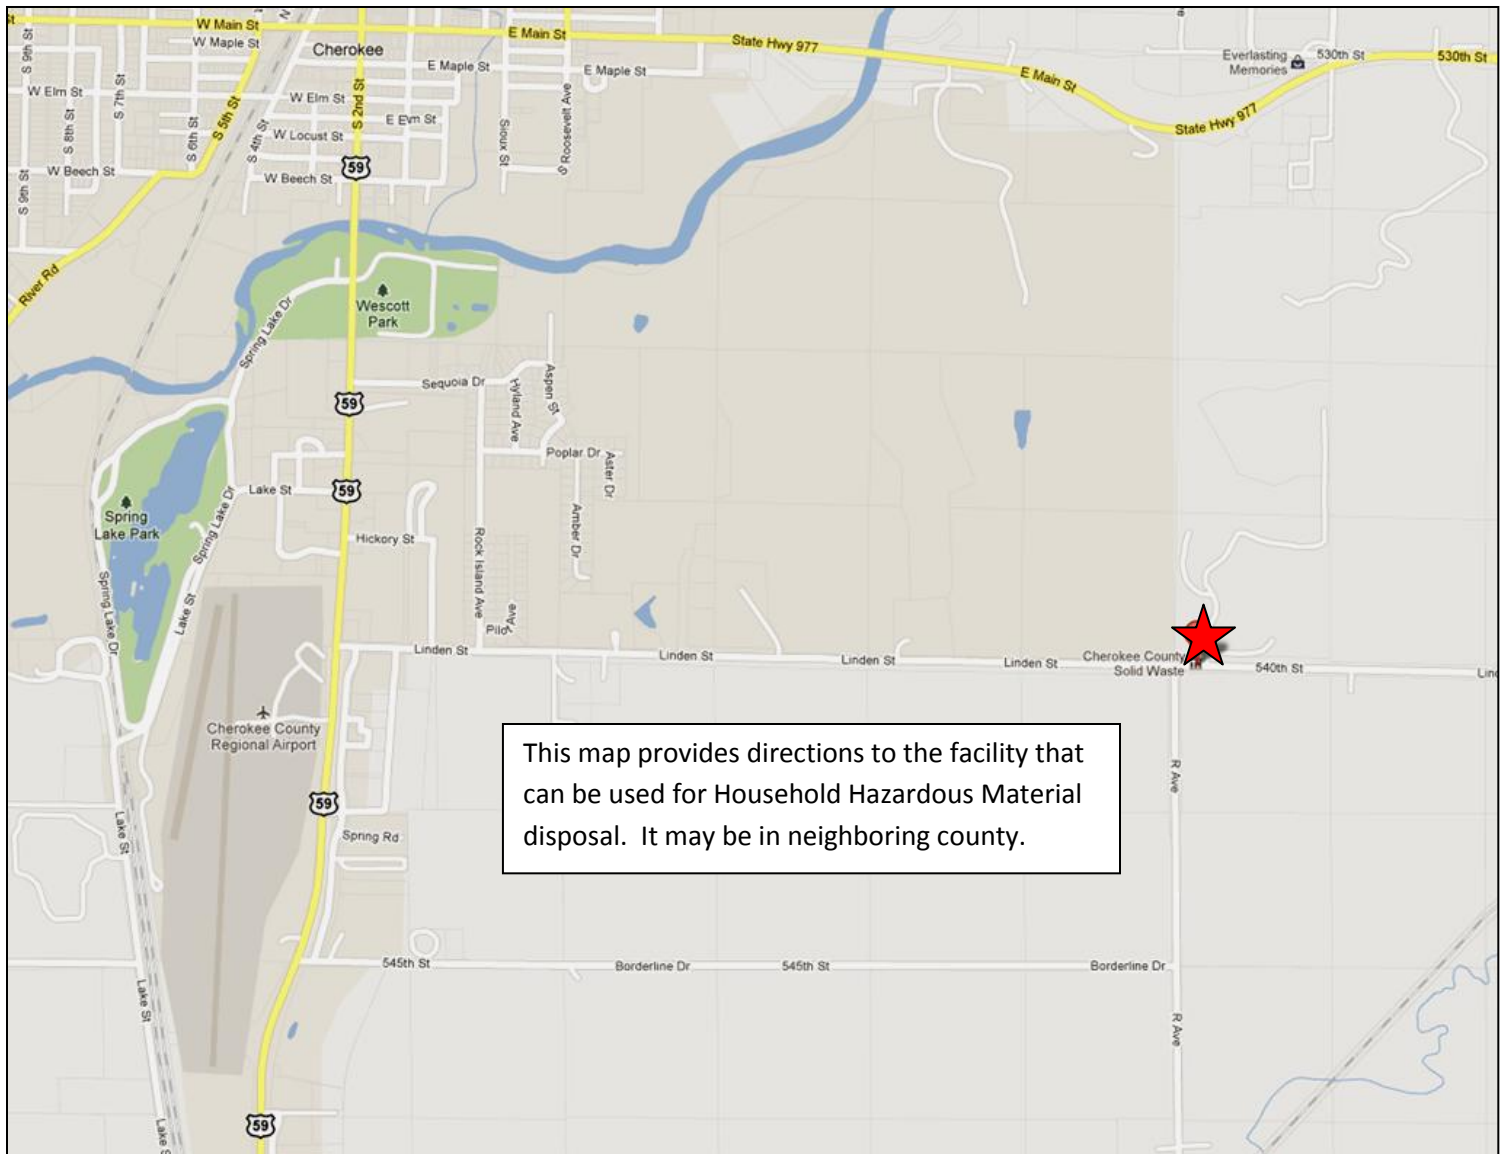 St
W Main St
N
W Maple St
Cherokee
E Main St
State Hwy 977
Everlasting
Memories
530th St
530th St
S 9th St
E Maple St
E Maple St
E Main St
W Elm St
S 7th St
W Elm St
S 2nd St
S 8th St
S 6th St
S 5th St
S 4th St
W Locust St
E Evm St
Sioux St
S Roosevelt Ave
State Hwy 977
59
W Beech St
W Beech St
S 9th St
River Rd
Wescott
Park
Spring Lake Dr
Sequoia Dr
Hyland Ave
Aspen St
59
Poplar Dr
Aster Dr
Lake St
59
Spring
Lake Park
Spring Lake Dr
Hickory St
Rock Island Ave
Amber Dr
Spring Lake Dr
Lake St
Ave
Linden St
Linden St
Linden St
Linden St
Cherokee County
Solid Waste
540th St
Cherokee County
Regional Airport
This map provides directions to the facility that
can be used for Household Hazardous Material
disposal. It may be in neighboring county.
R Ave
59
Lake St
Spring Rd
545th St
Borderline Dr
545th St
Borderline Dr
Lake St
R Ave
59
Lake S